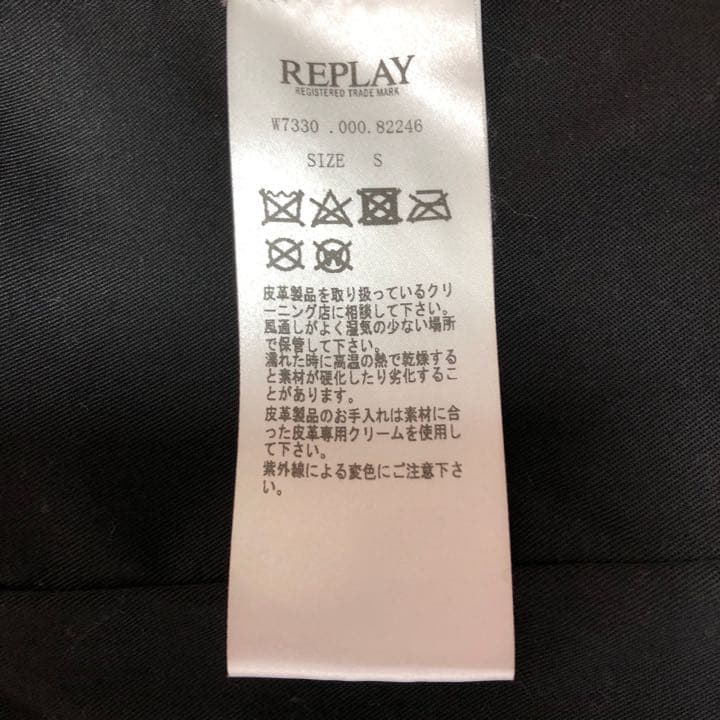 REPLAY
REGISTERED TRADE MARK
W7330 .000.82246
SIZE S
皮革製品を取り扱っているクリ
ーニング店に相談して下さい。
風通しがよく湿気の少ない場所
で保管して下さい。
濡れた時に高温の熱で乾燥する
と素材が硬化したり劣化するこ
とがあります。
皮革製品のお手入れは素材に合
った皮革専用クリームを使用し
て下さい。
紫外線による変色にご注意下さ
い。